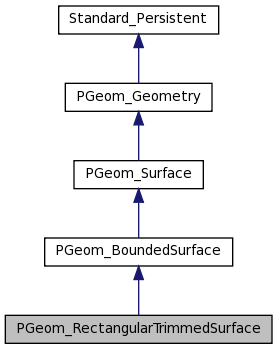 Standard_Persistent
PGeom_Geometry
PGeom_Surface
PGeom_BoundedSurface
PGeom_RectangularTrimmedSurface